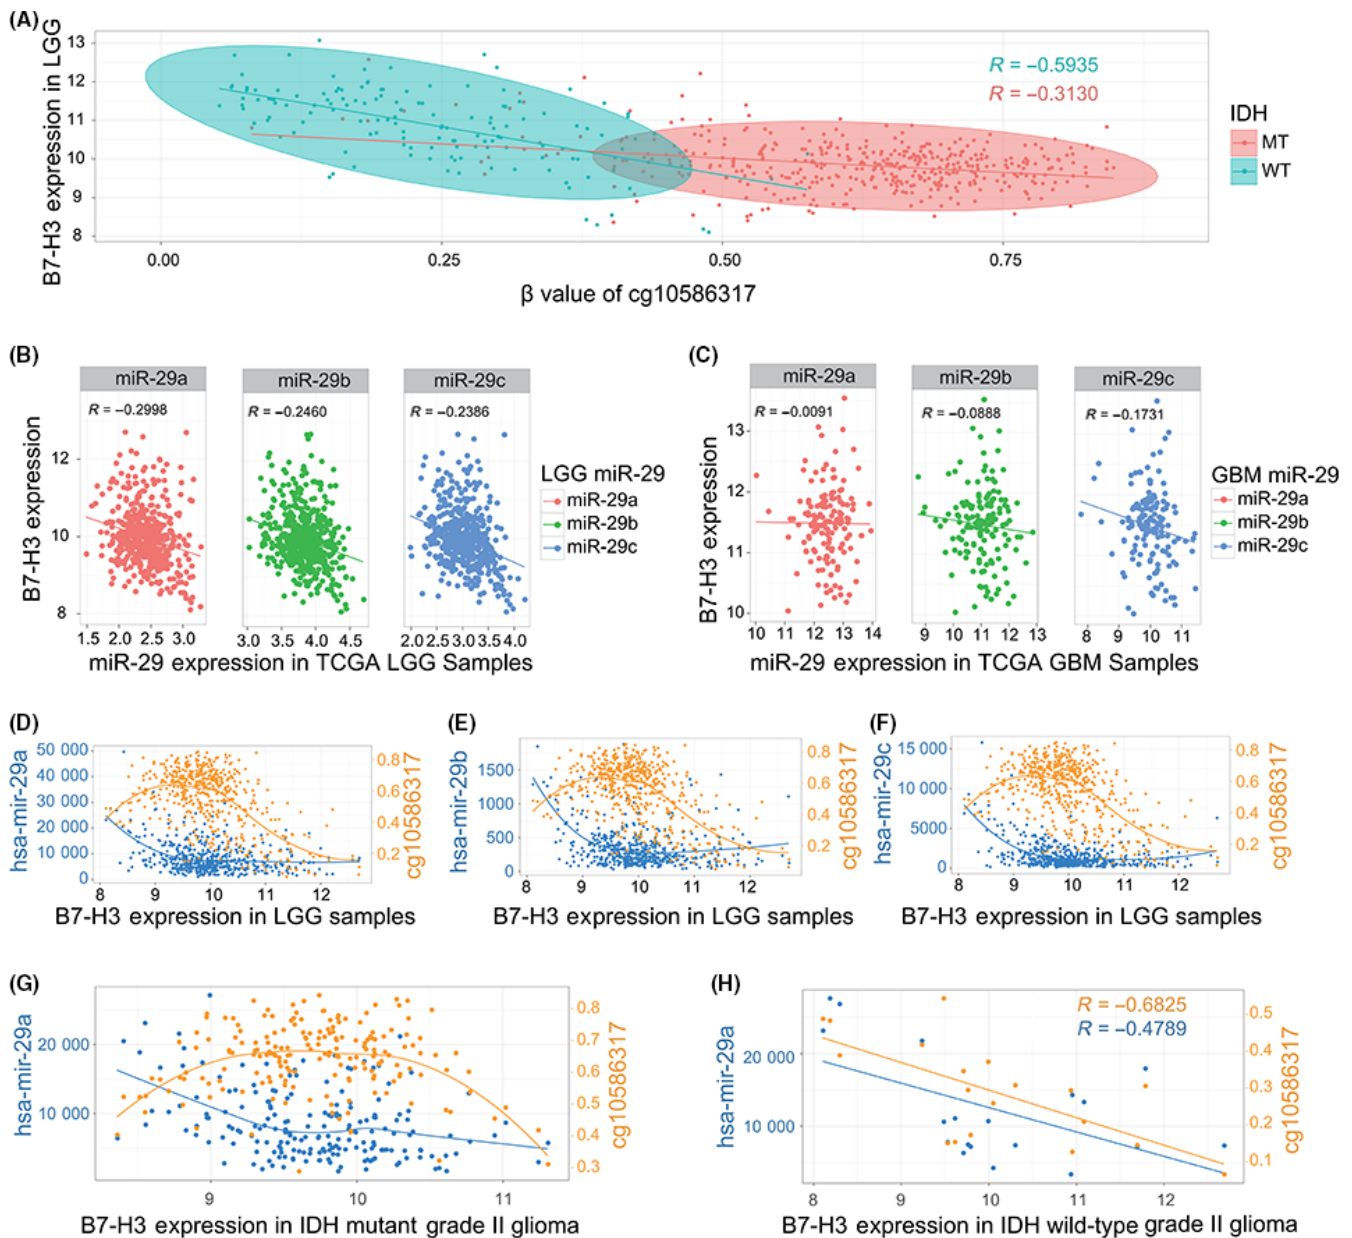 (A)
B7-H3 expression in LGG
13
12
11
10
9
8
R = −0.5935
R = −0.3130
IDH
MT
WT
0.00 0.25 0.50 0.75
β value of cg10586317
(B)
miR-29a miR-29b miR-29c
R = −0.2998 R = −0.2460 R = −0.2386
B7-H3 expression
12
10
8
LGG miR-29
miR-29a
miR-29b
miR-29c
1.5 2.0 2.5 3.0 3.0 3.5 4.0 4.5 2.0 2.5 3.0 3.5 4.0
miR-29 expression in TCGA LGG Samples
(C)
miR-29a miR-29b miR-29c
R = −0.0091 R = −0.0888 R = −0.1731
B7-H3 expression
13
12
11
10
GBM miR-29
miR-29a
miR-29b
miR-29c
10 11 12 13 14 9 10 11 12 13 8 9 10 11
miR-29 expression in TCGA GBM Samples
(D)
hsa-mir-29a
50 000
40 000
30 000
20 000
10 000
0
0.8
0.6
0.4
0.2
cg10586317
8 9 10 11 12
B7-H3 expression in LGG samples
(E)
hsa-mir-29b
1500
1000
500
0
0.8
0.6
0.4
0.2
cg10586317
8 9 10 11 12
B7-H3 expression in LGG samples
(F)
hsa-mir-29c
15 000
10000
5000
0
0.8
0.6
0.4
0.2
cg10586317
8 9 10 11 12
B7-H3 expression in LGG samples
(G)
hsa-mir-29a
20 000
10 000
0.8
0.7
0.6
0.5
0.4
0.3
cg10586317
9 10 11
B7-H3 expression in IDH mutant grade II glioma
(H)
hsa-mir-29a
20 000
10 000
R = −0.6825
R = −0.4789
0.5
0.4
0.3
0.2
0.1
cg10586317
8 9 10 11 12
B7-H3 expression in IDH wild-type grade II glioma